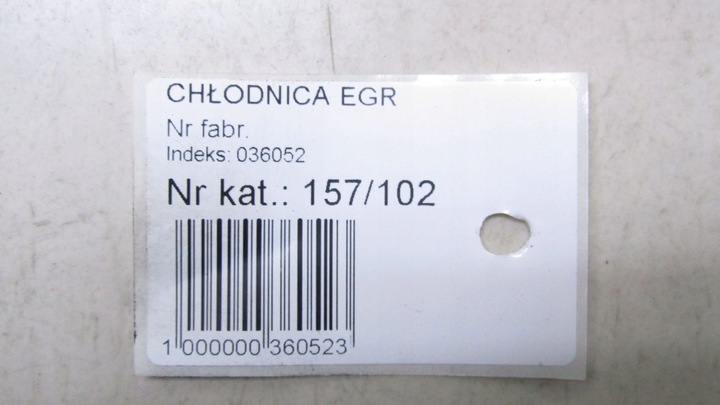 CHŁODNICA EGR
Nr fabr.
Indeks: 036052
Nr kat.: 157/102
1 000000 360523